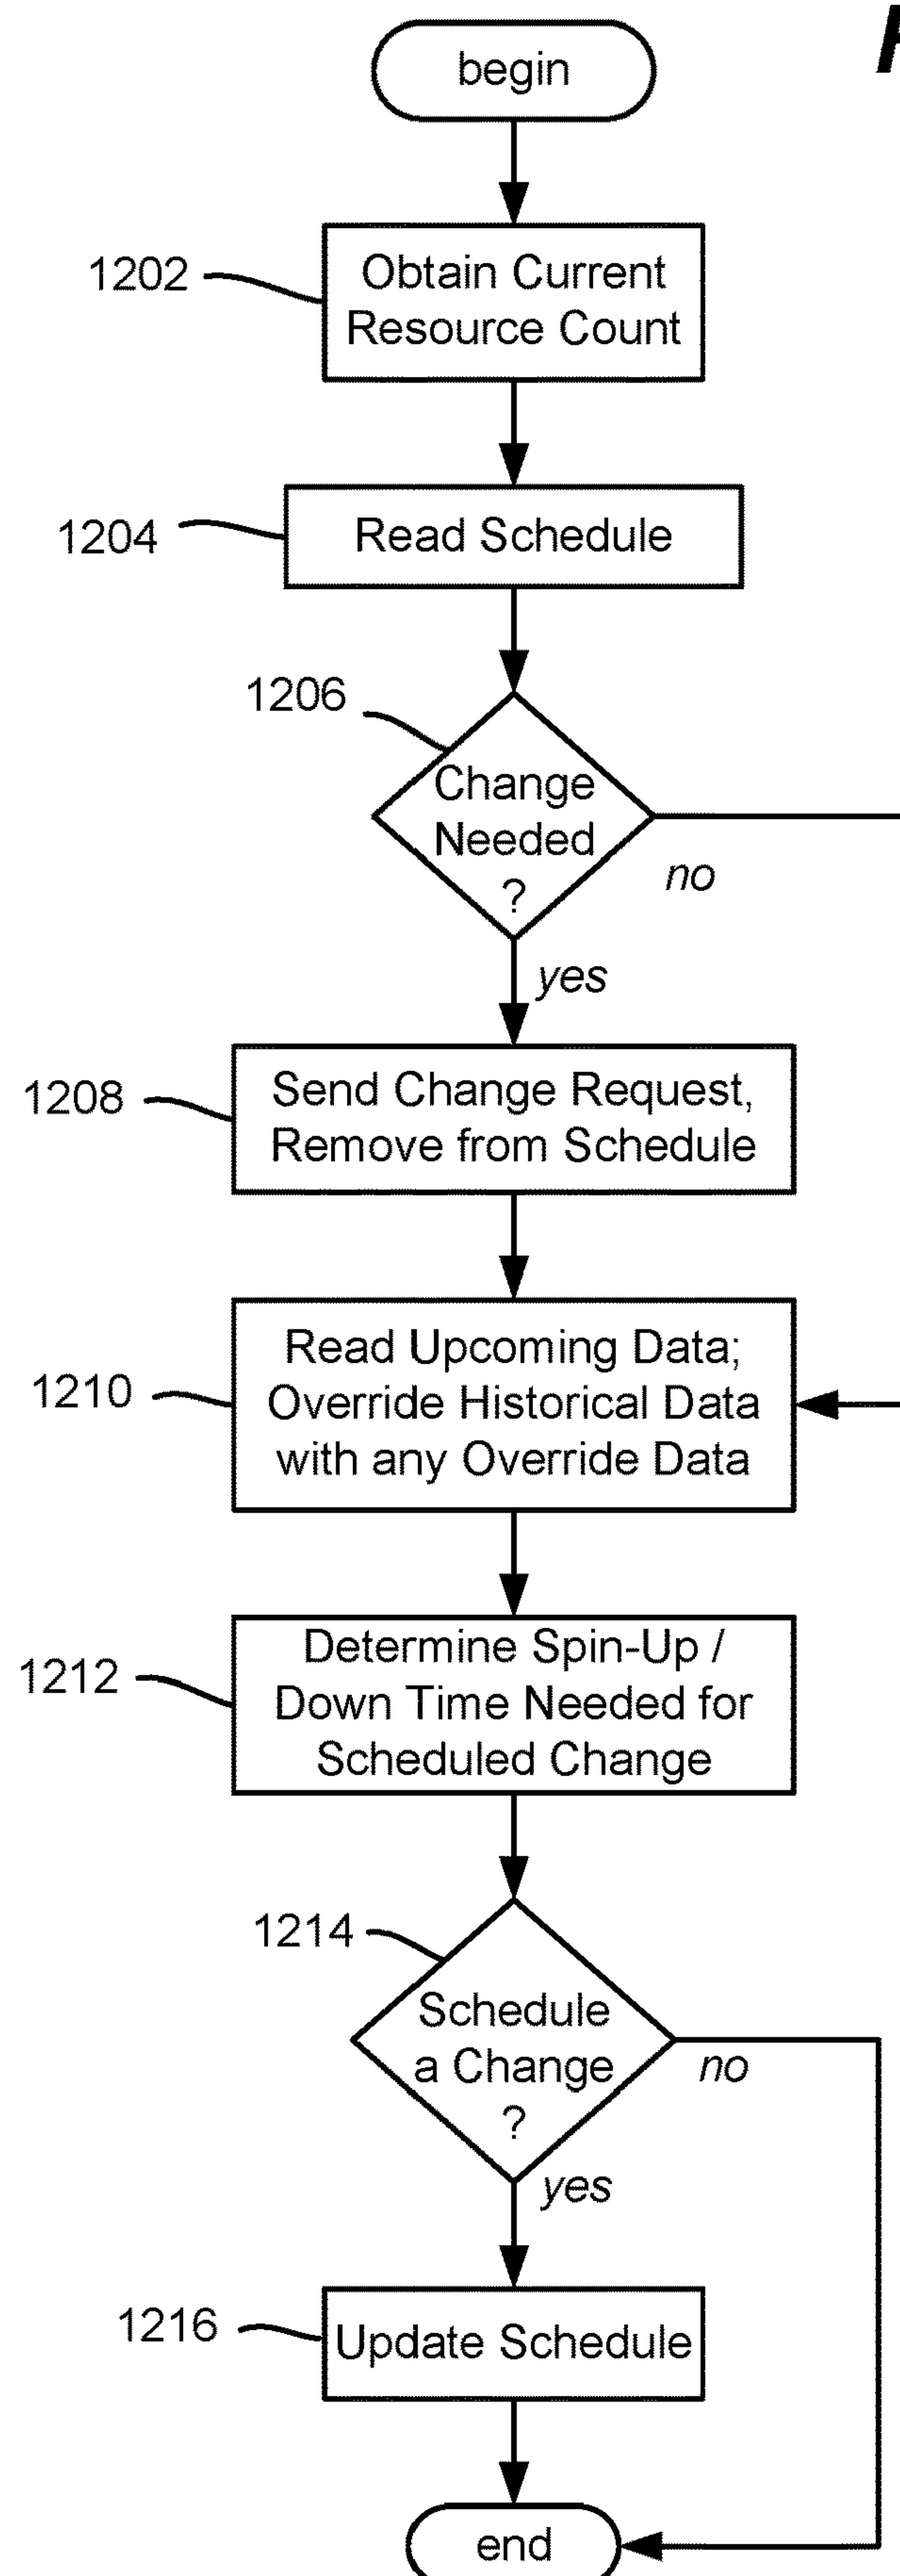 begin
1202
Obtain Current
Resource Count
1204
Read Schedule
1206
Change
Needed
?
no
yes
1208
Send Change Request,
Remove from Schedule
1210
Read Upcoming Data;
Override Historical Data
with any Override Data
1212
Determine Spin-Up /
Down Time Needed for
Scheduled Change
1214
Schedule
a Change
?
no
yes
1216
Update Schedule
end